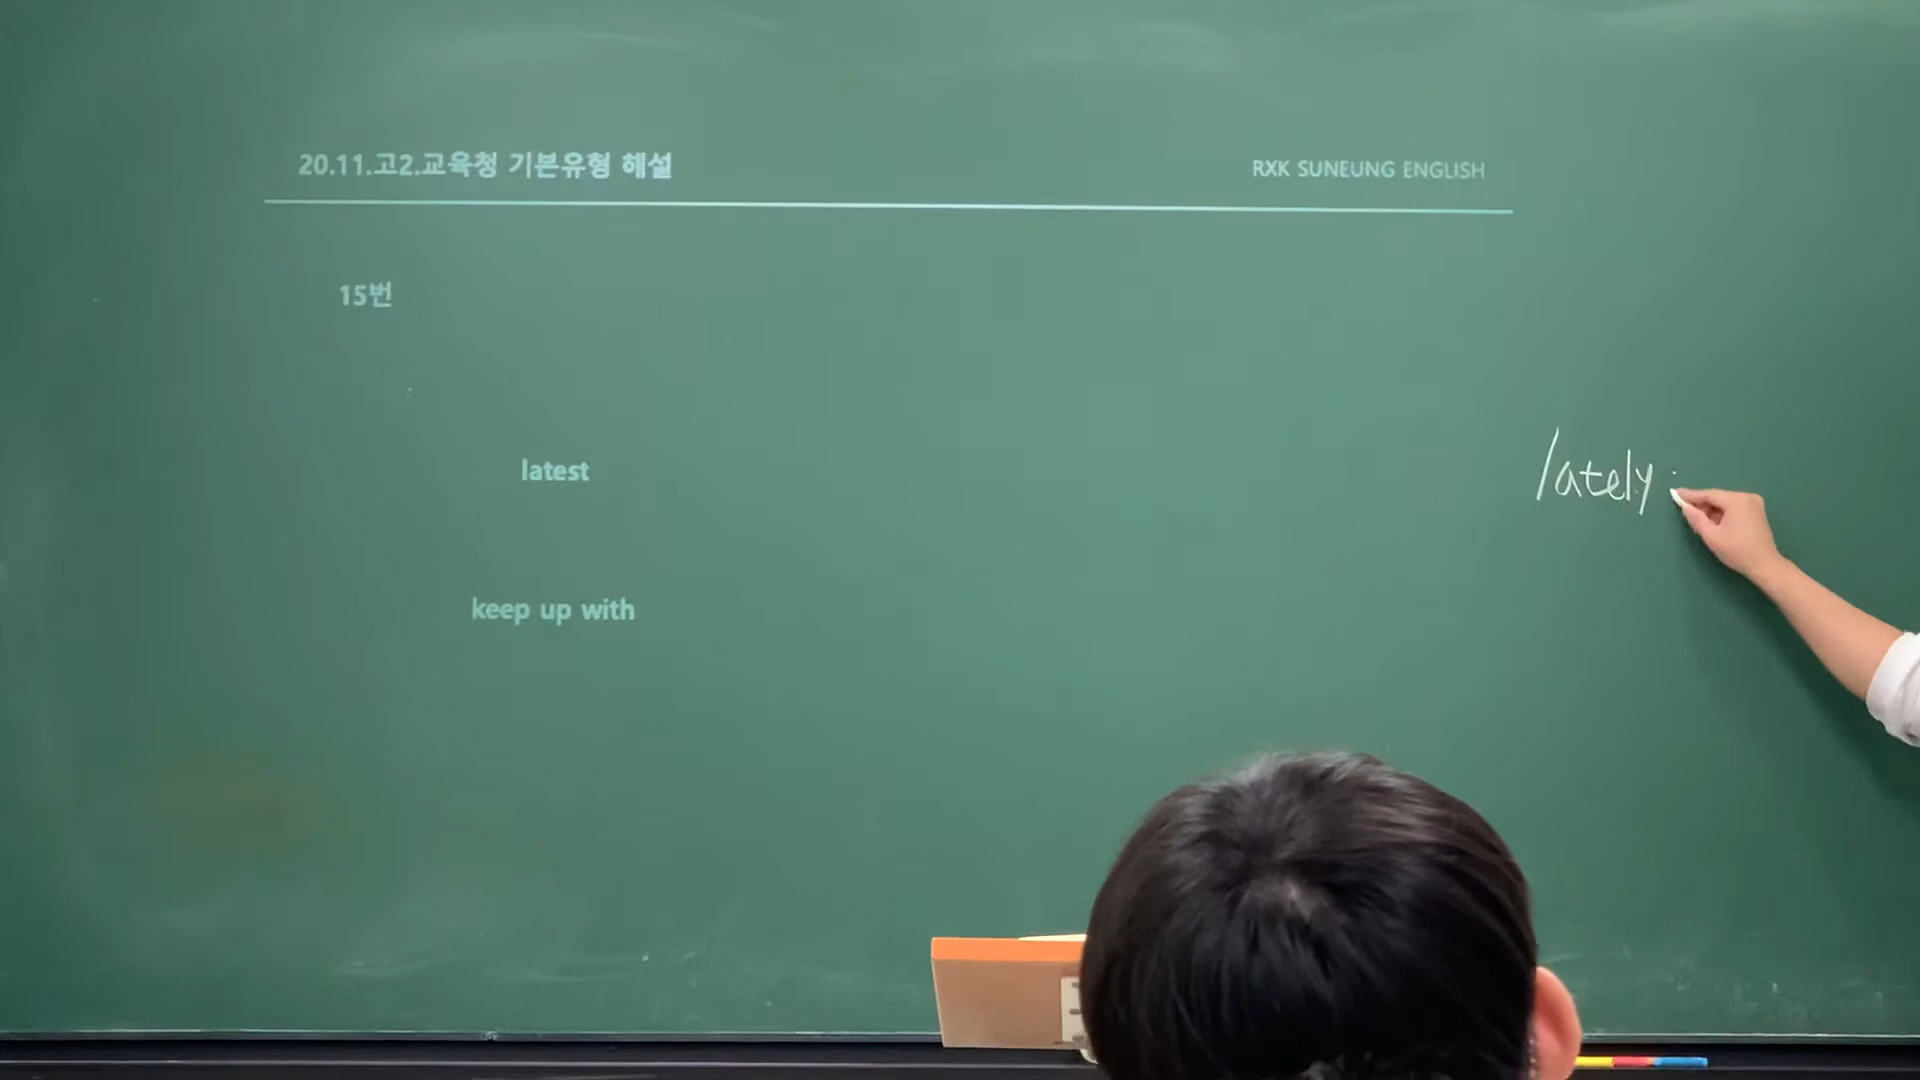 20.11.고2.교육청 기본유형 해설
RXK SUNEUNG ENGLISH
15번
latest
lately :
keep up with